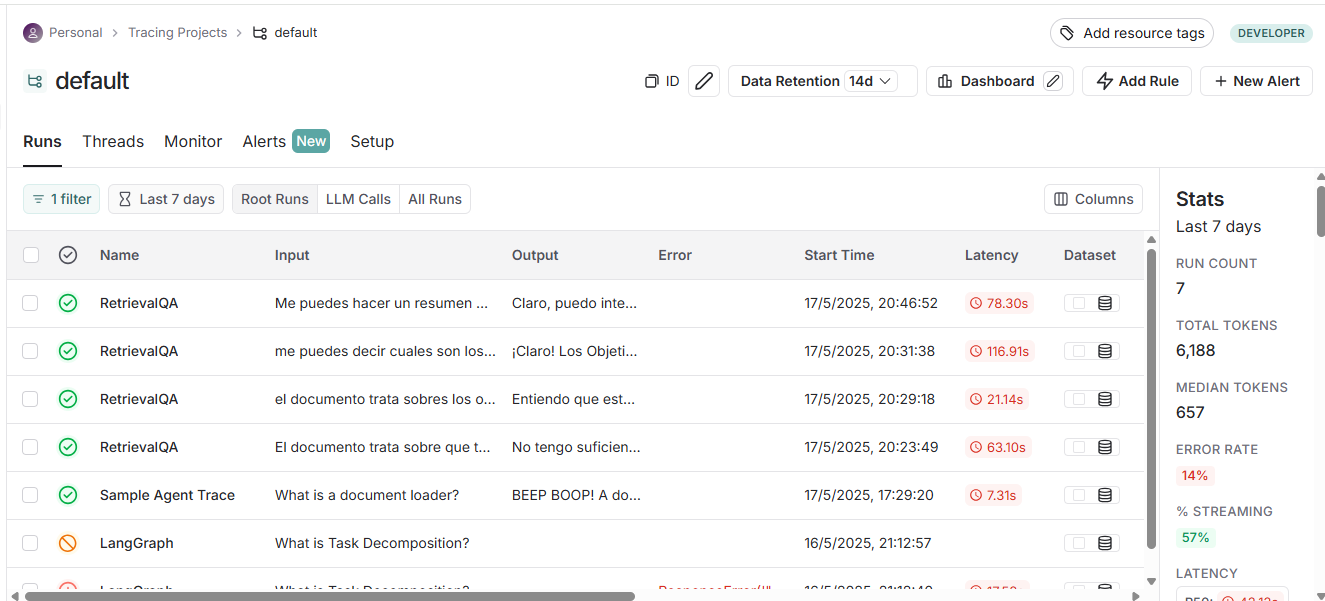 Personal > Tracing Projects > default
Add resource tags
DEVELOPER
default
ID
Data Retention 14d
Dashboard
Add Rule
+ New Alert
Runs Threads Monitor Alerts New Setup
1 filter Last 7 days Root Runs LLM Calls All Runs Columns
Name Input Output Error Start Time Latency Dataset
RetrievalQA Me puedes hacer un resumen ... Claro, puedo inte... 17/5/2025, 20:46:52 78.30s
RetrievalQA me puedes decir cuales son los... ¡Claro! Los Objeti... 17/5/2025, 20:31:38 116.91s
RetrievalQA el documento trata sobres los o... Entiendo que est... 17/5/2025, 20:29:18 21.14s
RetrievalQA El documento trata sobre que t... No tengo suficien... 17/5/2025, 20:23:49 63.10s
Sample Agent Trace What is a document loader? BEEP BOOP! A do... 17/5/2025, 17:29:20 7.31s
LangGraph What is Task Decomposition? 16/5/2025, 21:12:57
LangGraph What is Task Decomposition?
Stats
Last 7 days
RUN COUNT
7
TOTAL TOKENS
6,188
MEDIAN TOKENS
657
ERROR RATE
14%
% STREAMING
57%
LATENCY